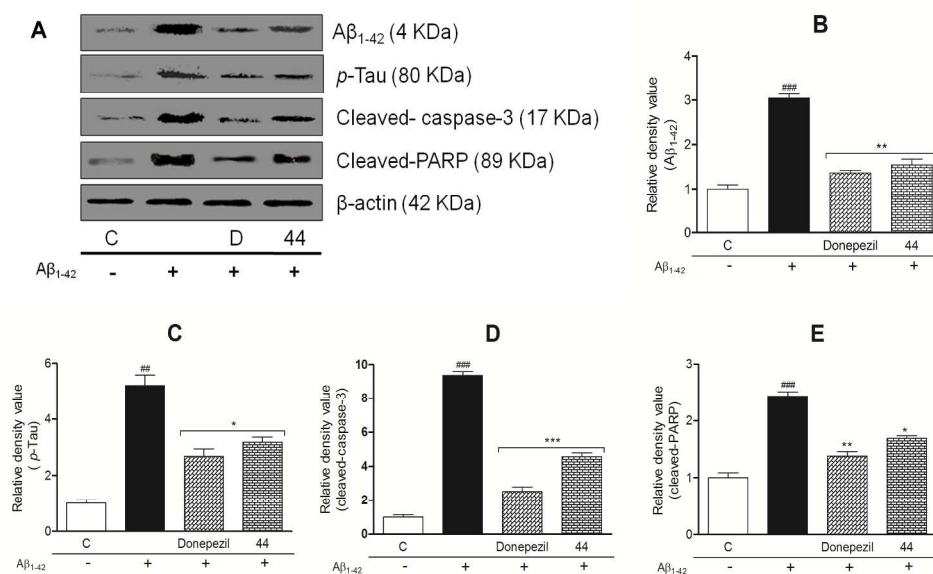 A
Aβ1-42 (4 KDa)
p-Tau (80 KDa)
Cleaved- caspase-3 (17 KDa)
Cleaved-PARP (89 KDa)
β-actin (42 KDa)
C D 44
Aβ1-42 - + + +
B
Relative density value
(Aβ1-42)
4
3
2
1
0
###
**
C Donepezil 44
Aβ1-42 - + + +
C
Relative density value
( p-Tau)
6
4
2
0
##
*
C Donepezil 44
Aβ1-42 - + + +
D
Relative density value
(cleaved-caspase-3)
10
8
6
4
2
0
###
***
C Donepezil 44
Aβ1-42 - + + +
E
Relative density value
(cleaved-PARP)
3
2
1
0
###
**
*
C Donepezil 44
Aβ1-42 - + + +